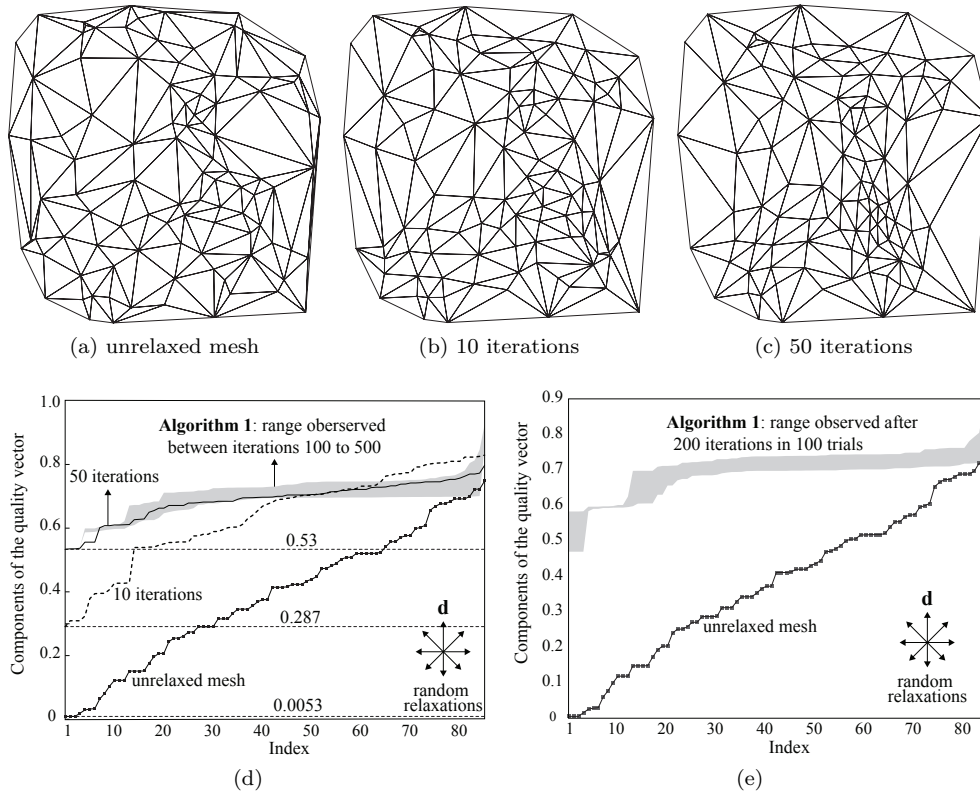 (a) unrelaxed mesh
(b) 10 iterations
(c) 50 iterations
Components of the quality vector
1.0
0.8
0.6
0.4
0.2
0
Algorithm 1: range oberserved
between iterations 100 to 500
50 iterations
0.53
10 iterations
0.287
d
unrelaxed mesh
random
relaxations
0.0053
1 10 20 30 40 50 60 70 80
Index
(d)
Components of the quality vector
0.9
0.8
0.7
0.6
0.5
0.4
0.3
0.2
0.1
0
Algorithm 1: range observed after
200 iterations in 100 trials
unrelaxed mesh
d
random
relaxations
1 10 20 30 40 50 60 70 80
Index
(e)